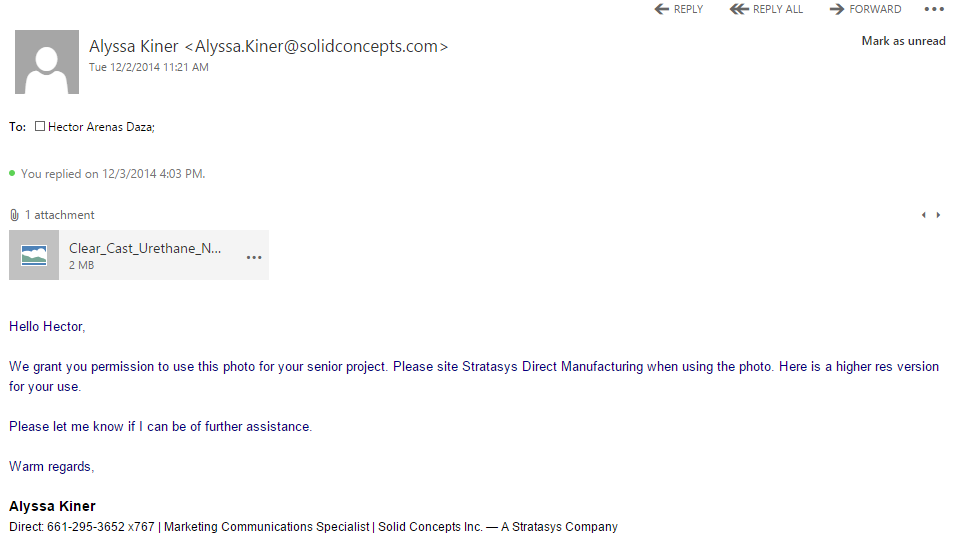 REPLY REPLY ALL FORWARD •••
Alyssa Kiner <Alyssa.Kiner@solidconcepts.com>
Mark as unread
Tue 12/2/2014 11:21 AM
To: Hector Arenas Daza;
You replied on 12/3/2014 4:03 PM.
1 attachment
Clear_Cast_Urethane_N...
2 MB
Hello Hector,
We grant you permission to use this photo for your senior project. Please site Stratasys Direct Manufacturing when using the photo. Here is a higher res version
for your use.
Please let me know if I can be of further assistance.
Warm regards,
Alyssa Kiner
Direct: 661-295-3652 x767 | Marketing Communications Specialist | Solid Concepts Inc. — A Stratasys Company